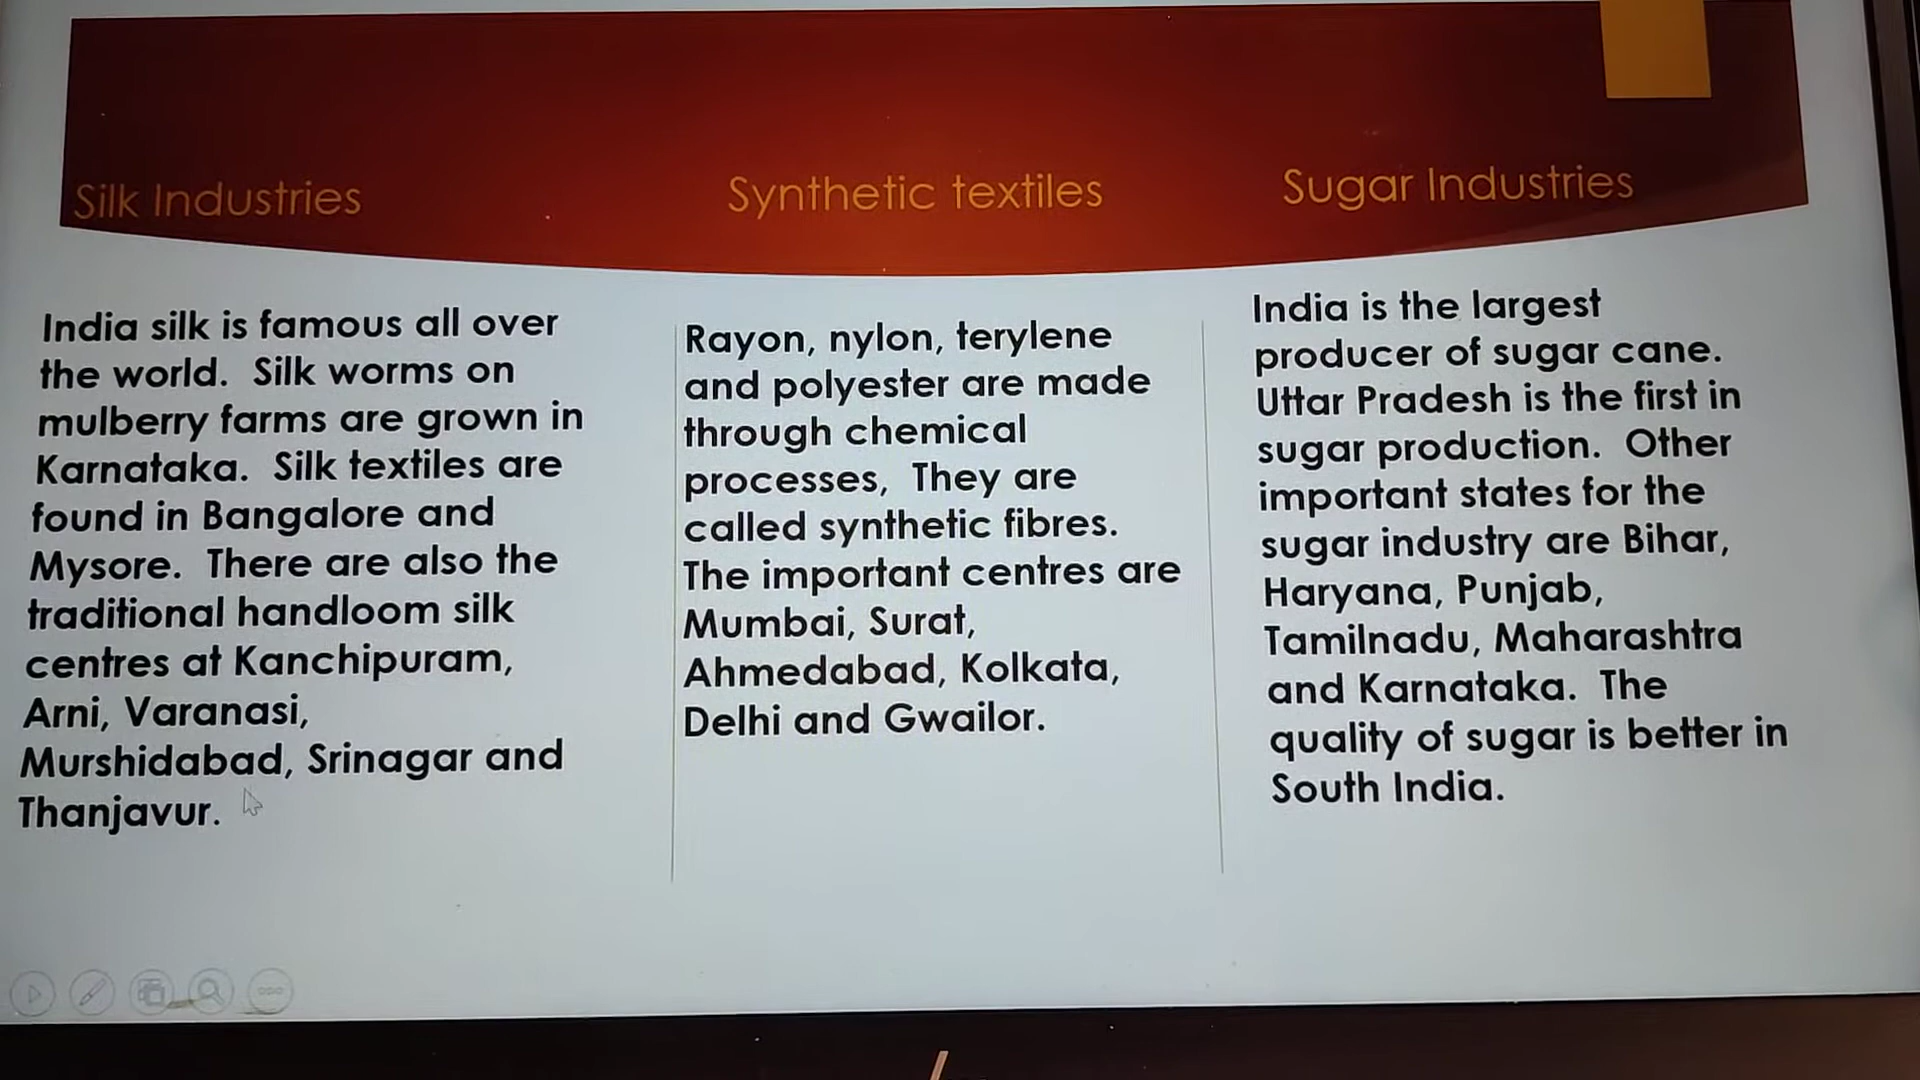 Silk Industries
Synthetic textiles
Sugar Industries
India silk is famous all over
the world. Silk worms on
mulberry farms are grown in
Karnataka. Silk textiles are
found in Bangalore and
Mysore. There are also the
traditional handloom silk
centres at Kanchipuram,
Arni, Varanasi,
Murshidabad, Srinagar and
Thanjavur.
Rayon, nylon, terylene
and polyester are made
through chemical
processes, They are
called synthetic fibres.
The important centres are
Mumbai, Surat,
Ahmedabad, Kolkata,
Delhi and Gwailor.
India is the largest
producer of sugar cane.
Uttar Pradesh is the first in
sugar production. Other
important states for the
sugar industry are Bihar,
Haryana, Punjab,
Tamilnadu, Maharashtra
and Karnataka. The
quality of sugar is better in
South India.